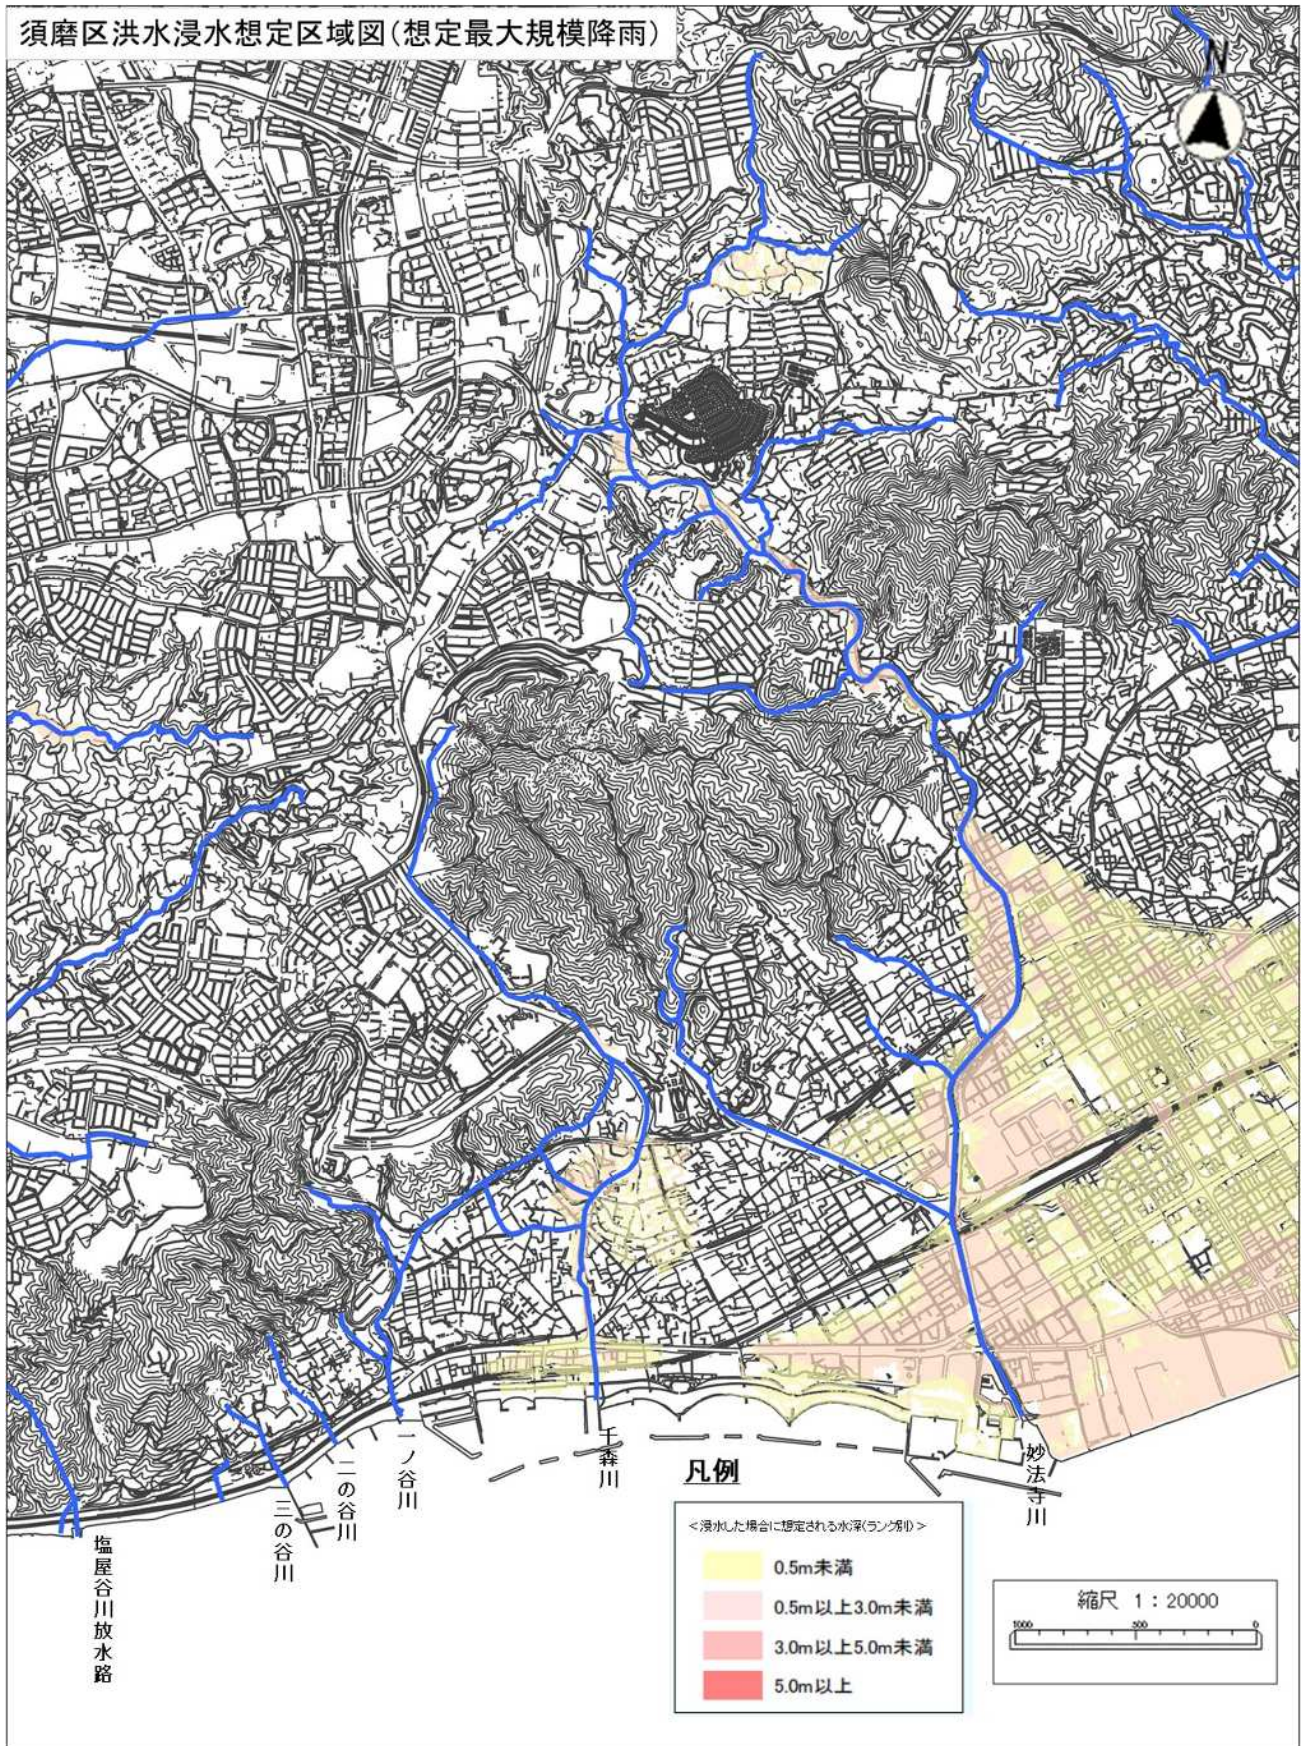 須磨区洪水浸水想定区域図(想定最大規模降雨)
N
一ノ谷川
二の谷川
三の谷川
塩屋谷川放水路
千森川
妙法寺川
凡例
<浸水した場合に想定される水深(ランク別)>
0.5m未満
0.5m以上3.0m未満
3.0m以上5.0m未満
5.0m以上
縮尺 1:20000
1000 500 0